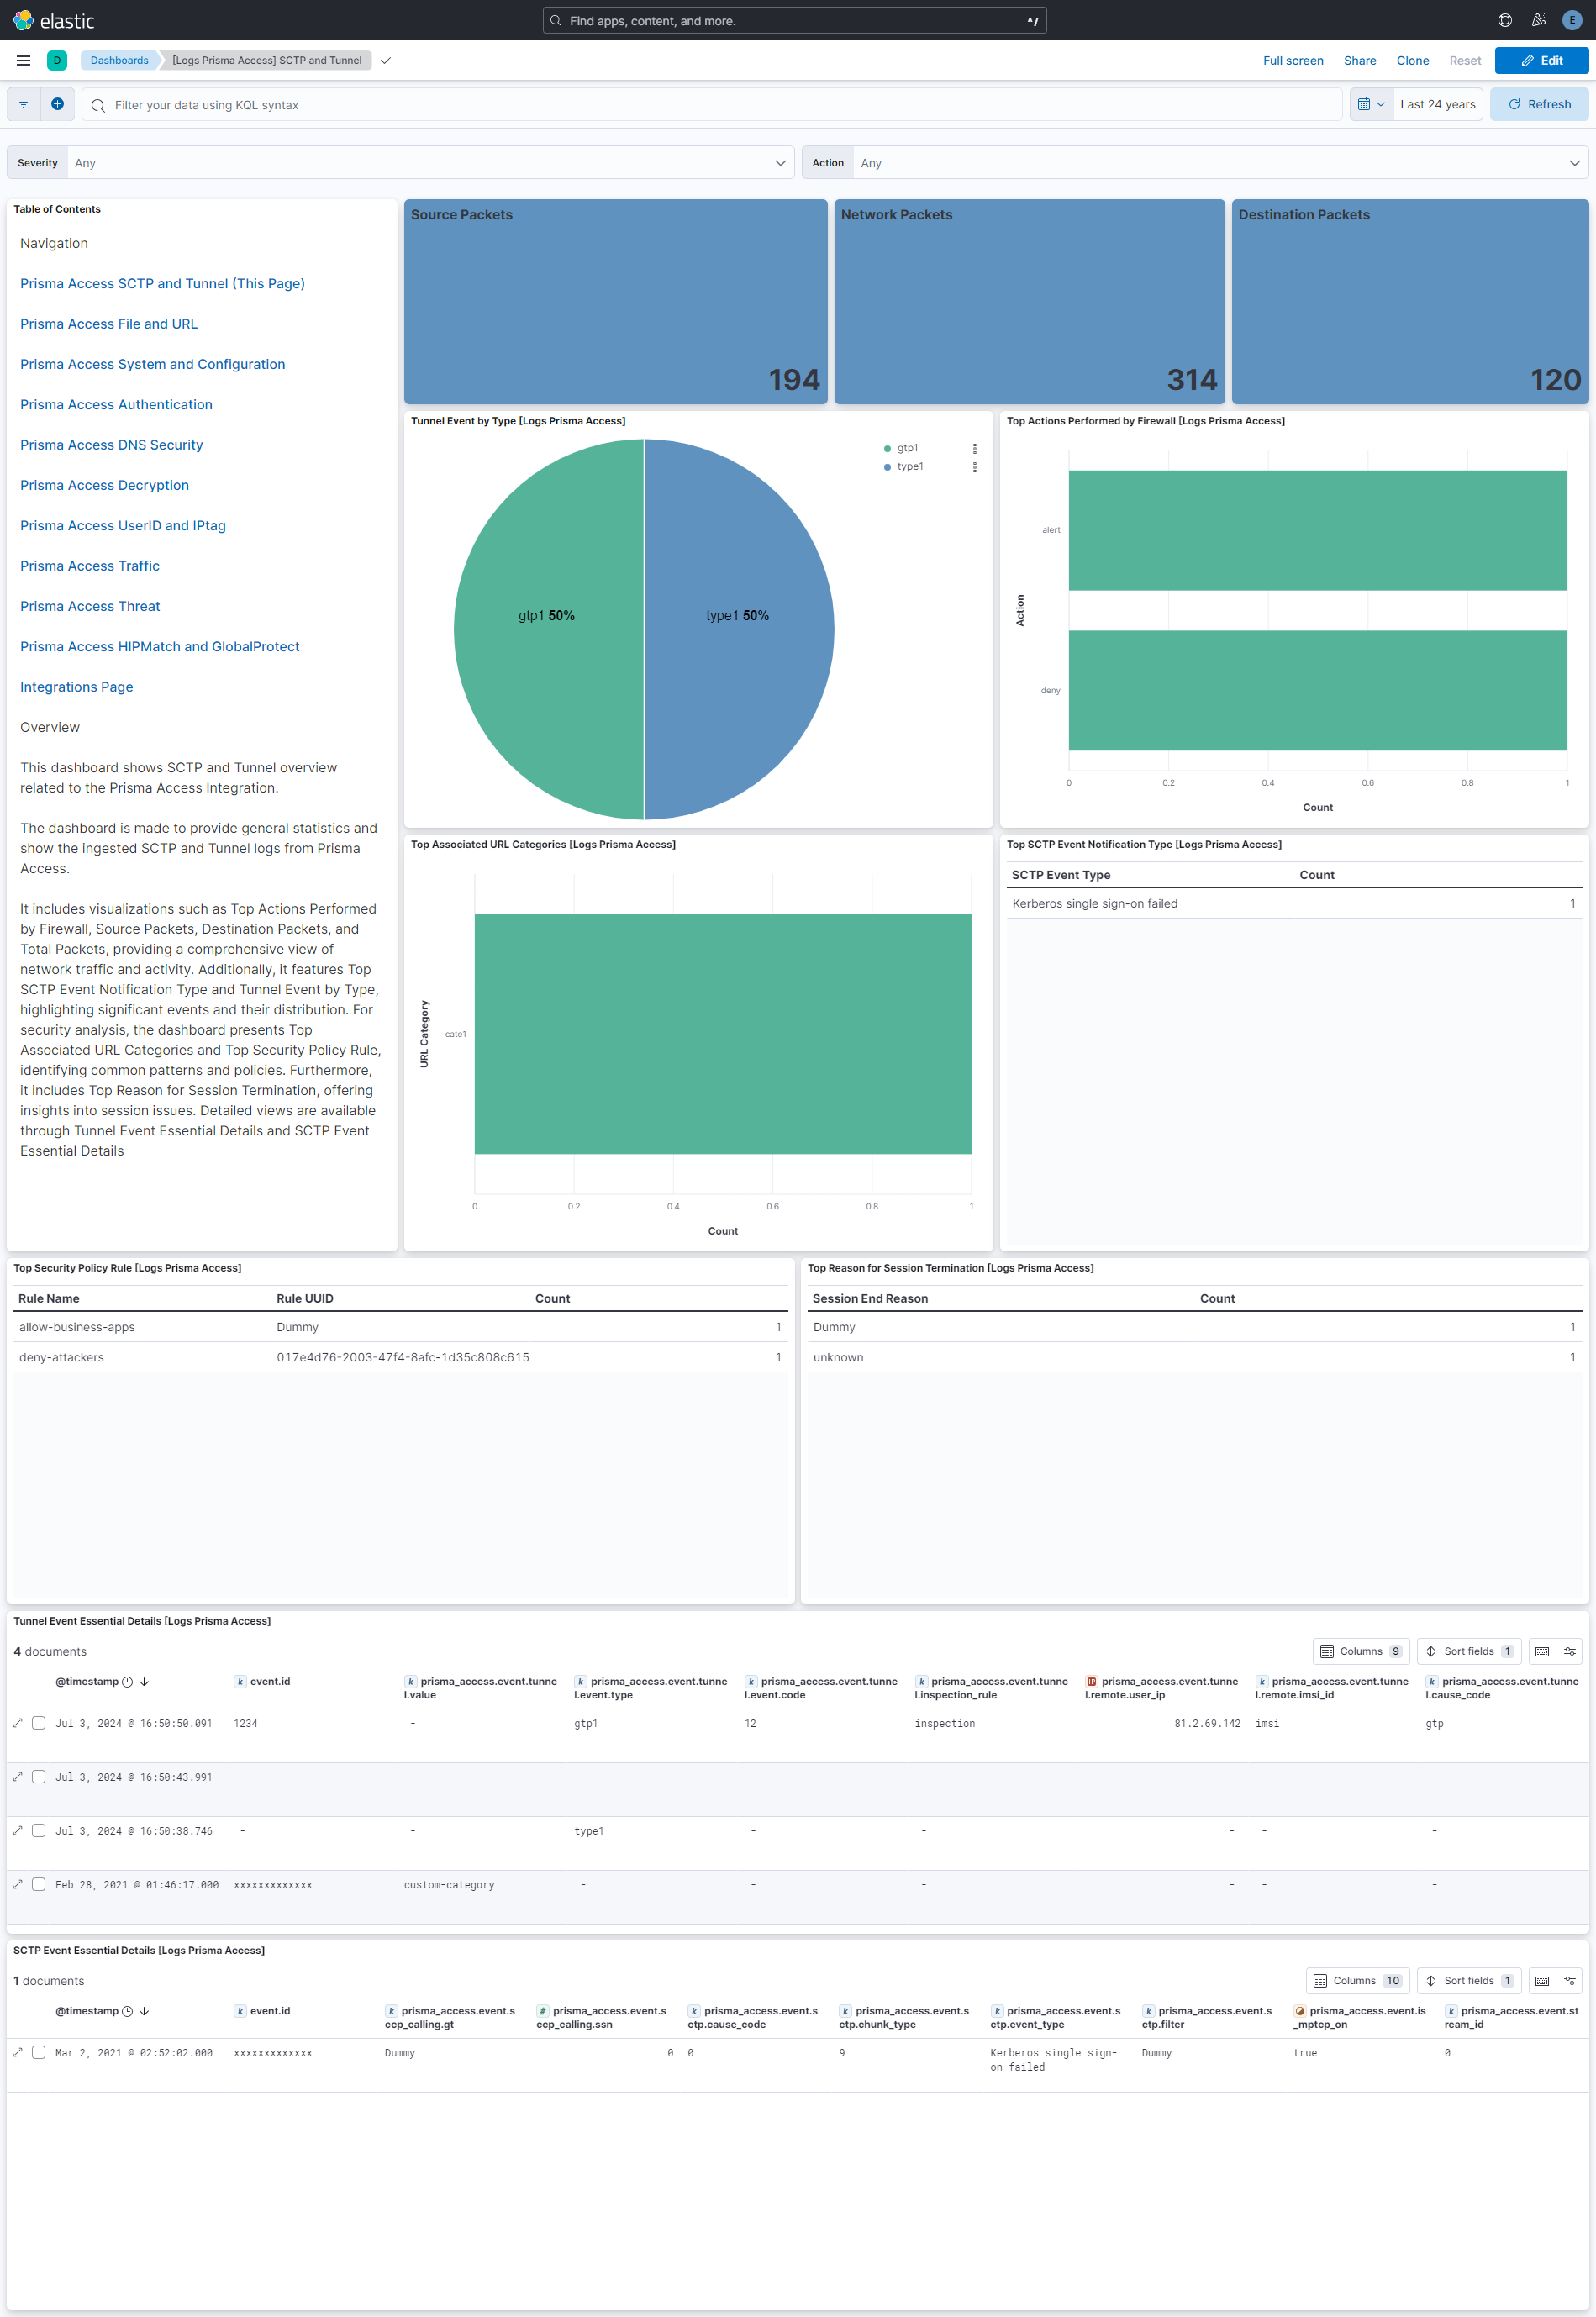 elastic
Find apps, content, and more.
^/
E
D
Dashboards
[Logs Prisma Access] SCTP and Tunnel
Full screen
Share
Clone
Reset
Edit
Filter your data using KQL syntax
Last 24 years
Refresh
Severity
Any
Action
Any
Table of Contents
Navigation
Prisma Access SCTP and Tunnel (This Page)
Prisma Access File and URL
Prisma Access System and Configuration
Prisma Access Authentication
Prisma Access DNS Security
Prisma Access Decryption
Prisma Access UserID and IPtag
Prisma Access Traffic
Prisma Access Threat
Prisma Access HIPMatch and GlobalProtect
Integrations Page
Overview
This dashboard shows SCTP and Tunnel overview
related to the Prisma Access Integration.
The dashboard is made to provide general statistics and
show the ingested SCTP and Tunnel logs from Prisma
Access.
It includes visualizations such as Top Actions Performed
by Firewall, Source Packets, Destination Packets, and
Total Packets, providing a comprehensive view of
network traffic and activity. Additionally, it features Top
SCTP Event Notification Type and Tunnel Event by Type,
highlighting significant events and their distribution. For
security analysis, the dashboard presents Top
Associated URL Categories and Top Security Policy Rule,
identifying common patterns and policies. Furthermore,
it includes Top Reason for Session Termination, offering
insights into session issues. Detailed views are available
through Tunnel Event Essential Details and SCTP Event
Essential Details
Source Packets
194
Network Packets
314
Destination Packets
120
Tunnel Event by Type [Logs Prisma Access]
gtp1
type1
gtp1 50%
type1 50%
Top Actions Performed by Firewall [Logs Prisma Access]
Action
alert
deny
0 0.2 0.4 0.6 0.8 1
Count
Top Associated URL Categories [Logs Prisma Access]
URL Category
cate1
0 0.2 0.4 0.6 0.8 1
Count
Top SCTP Event Notification Type [Logs Prisma Access]
SCTP Event Type Count
Kerberos single sign-on failed 1
Top Security Policy Rule [Logs Prisma Access]
Rule Name Rule UUID Count
allow-business-apps Dummy 1
deny-attackers 017e4d76-2003-47f4-8afc-1d35c808c615 1
Top Reason for Session Termination [Logs Prisma Access]
Session End Reason Count
Dummy 1
unknown 1
Tunnel Event Essential Details [Logs Prisma Access]
4 documents
Columns 9
Sort fields 1
@timestamp k event.id k prisma_access.event.tunne k prisma_access.event.tunne k prisma_access.event.tunne k prisma_access.event.tunne IP prisma_access.event.tunne k prisma_access.event.tunne k prisma_access.event.tunne
l.value l.event.type l.event.code l.inspection_rule l.remote.user_ip l.remote.imsi_id l.cause_code
Jul 3, 2024 @ 16:50:50.091 1234 - gtp1 12 inspection 81.2.69.142 imsi gtp
Jul 3, 2024 @ 16:50:43.991 - - - - - - - -
Jul 3, 2024 @ 16:50:38.746 - - type1 - - - - -
Feb 28, 2021 @ 01:46:17.000 xxxxxxxxxxxxx custom-category - - - - - -
SCTP Event Essential Details [Logs Prisma Access]
1 documents
Columns 10
Sort fields 1
@timestamp k event.id k prisma_access.event.s # prisma_access.event.s k prisma_access.event.s k prisma_access.event.s k prisma_access.event.s k prisma_access.event.s prisma_access.event.is k prisma_access.event.st
ccp_calling.gt ccp_calling.ssn ctp.cause_code ctp.chunk_type ctp.event_type ctp.filter _mptcp_on ream_id
Mar 2, 2021 @ 02:52:02.000 xxxxxxxxxxxxx Dummy 0 0 9 Kerberos single sign- Dummy true 0
on failed